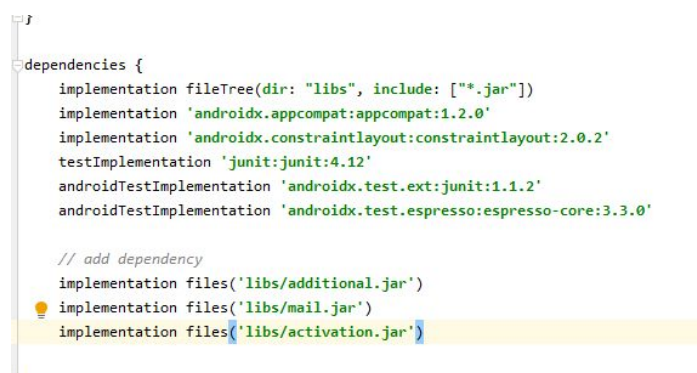 }
dependencies {
implementation fileTree(dir: "libs", include: ["*.jar"])
implementation 'androidx.appcompat:appcompat:1.2.0'
implementation 'androidx.constraintlayout:constraintlayout:2.0.2'
testImplementation 'junit:junit:4.12'
androidTestImplementation 'androidx.test.ext:junit:1.1.2'
androidTestImplementation 'androidx.test.espresso:espresso-core:3.3.0'
// add dependency
implementation files('libs/additional.jar')
implementation files('libs/mail.jar')
implementation files('libs/activation.jar')